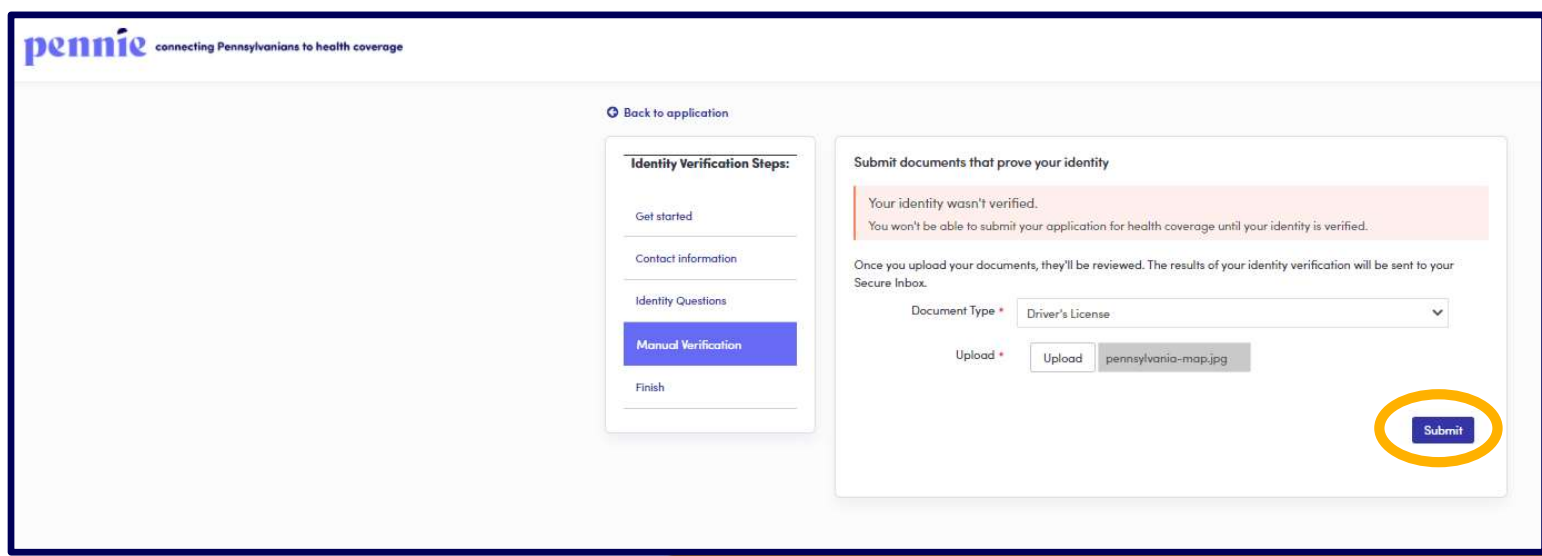 pennie connecting Pennsylvanians to health coverage
Back to application
Identity Verification Steps:
Get started
Contact information
Identity Questions
Manual Verification
Finish
Submit documents that prove your identity
Your identity wasn't verified.
You won't be able to submit your application for health coverage until your identity is verified.
Once you upload your documents, they'll be reviewed. The results of your identity verification will be sent to your
Secure Inbox.
Document Type * Driver's License
Upload * Upload pennsylvania-map.jpg
Submit